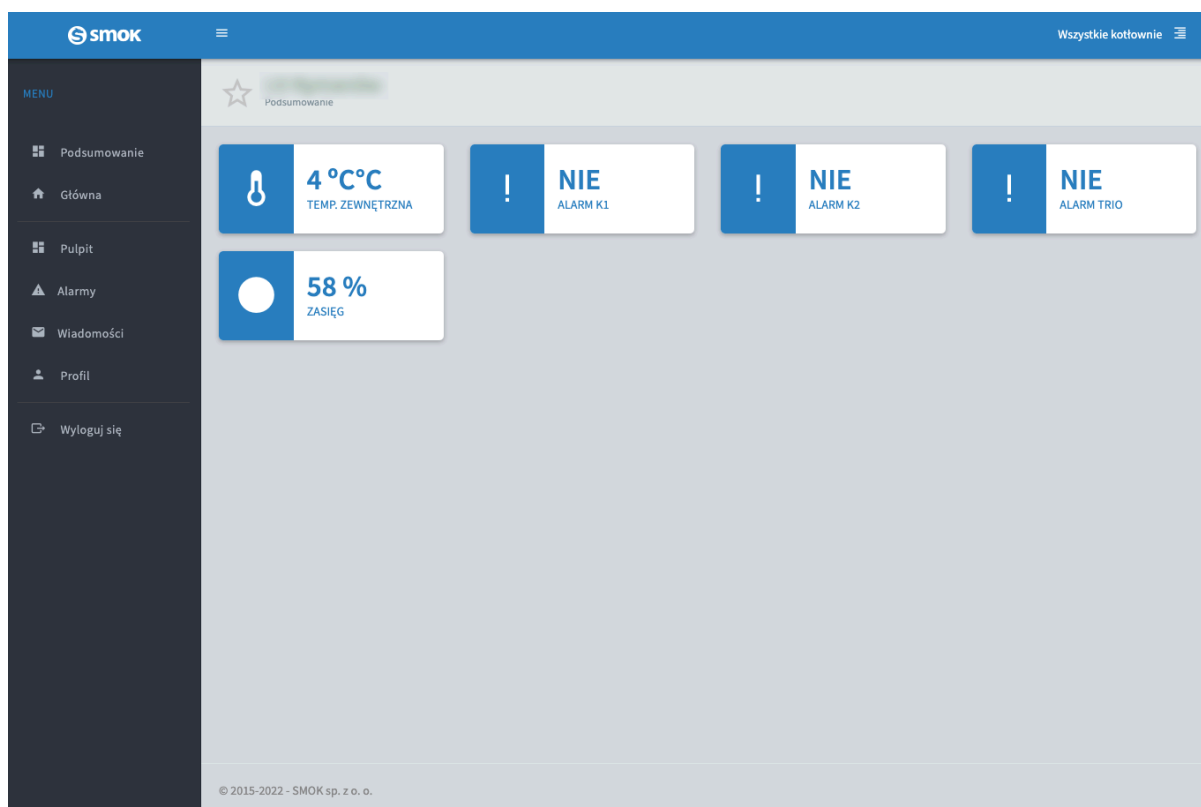 smok
Wszystkie kotłownie
MENU
Podsumowanie
Podsumowanie
Główna
Pulpit
Alarmy
Wiadomości
Profil
Wyloguj się
4 °C°C
TEMP. ZEWNĘTRZNA
NIE
ALARM K1
NIE
ALARM K2
NIE
ALARM TRIO
58 %
ZASIĘG
© 2015-2022 - SMOK sp. z o. o.